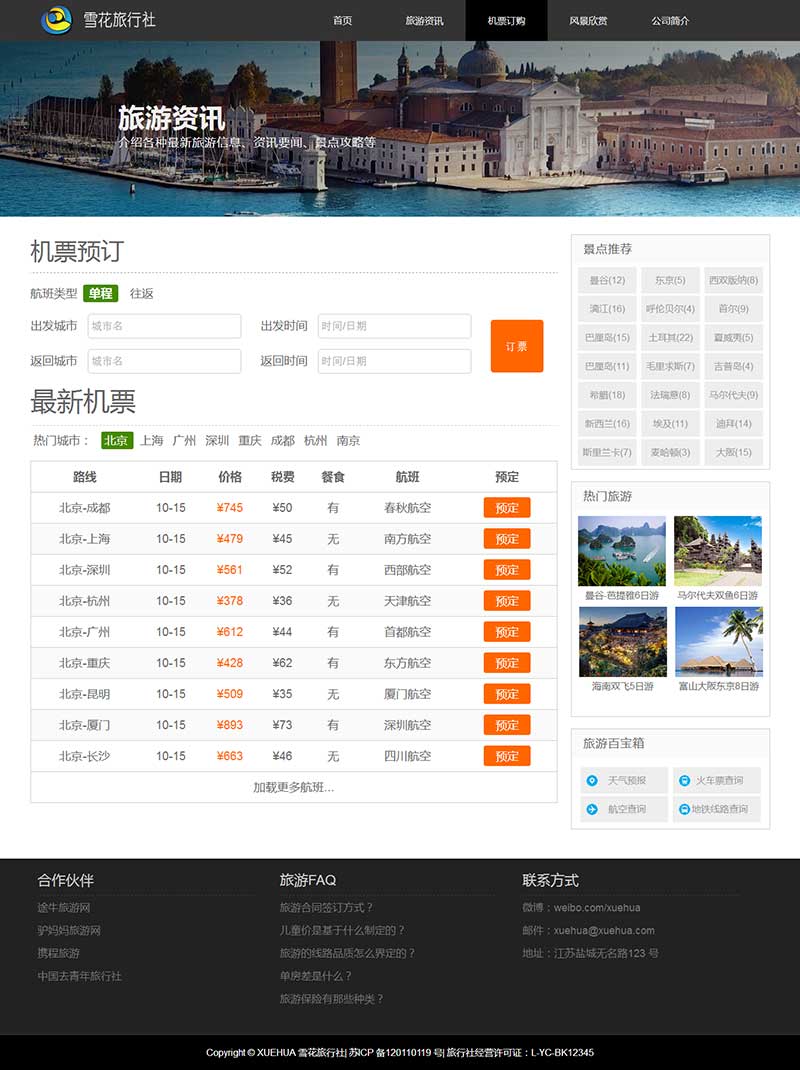 雪花旅行社
首页 旅游资讯 机票订购 风景欣赏 公司简介
旅游资讯
介绍各种最新旅游信息、资讯要闻、景点攻略等
机票预订
航班类型 单程 往返
出发城市 城市名 出发时间 时间/日期
返回城市 城市名 返回时间 时间/日期
订 票
最新机票
热门城市： 北京 上海 广州 深圳 重庆 成都 杭州 南京
路线 日期 价格 税费 餐食 航班 预定
北京-成都 10-15 ¥745 ¥50 有 春秋航空 预定
北京-上海 10-15 ¥479 ¥45 无 南方航空 预定
北京-深圳 10-15 ¥561 ¥52 有 西部航空 预定
北京-杭州 10-15 ¥378 ¥36 无 天津航空 预定
北京-广州 10-15 ¥612 ¥44 有 首都航空 预定
北京-重庆 10-15 ¥428 ¥62 有 东方航空 预定
北京-昆明 10-15 ¥509 ¥35 无 厦门航空 预定
北京-厦门 10-15 ¥893 ¥73 有 深圳航空 预定
北京-长沙 10-15 ¥663 ¥46 无 四川航空 预定
加载更多航班...
景点推荐
曼谷(12) 东京(5) 西双版纳(8)
漓江(16) 呼伦贝尔(4) 首尔(9)
巴厘岛(15) 土耳其(22) 夏威夷(5)
巴厘岛(11) 毛里求斯(7) 吉普岛(4)
希腊(18) 法瑞意(8) 马尔代夫(9)
新西兰(16) 埃及(11) 迪拜(14)
斯里兰卡(7) 麦哈顿(3) 大阪(15)
热门旅游
曼谷-芭提雅6日游 马尔代夫双鱼6日游
海南双飞5日游 富山大阪东京8日游
旅游百宝箱
天气预报 火车票查询
航空查询 地铁线路查询
合作伙伴
途牛旅游网
驴妈妈旅游网
携程旅游
中国去青年旅行社
旅游FAQ
旅游合同签订方式？
儿童价是基于什么制定的？
旅游的线路品质怎么界定的？
单房差是什么？
旅游保险有那些种类？
联系方式
微博：weibo.com/xuehua
邮件：xuehua@xuehua.com
地址：江苏盐城无名路123 号
Copyright © XUEHUA 雪花旅行社| 苏ICP 备120110119 号| 旅行社经营许可证：L-YC-BK12345